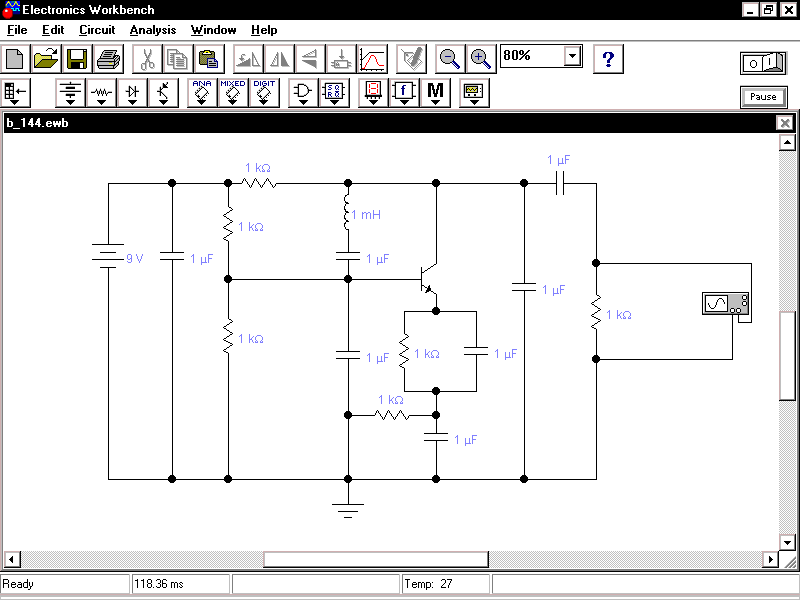 Electronics Workbench
File Edit Circuit Analysis Window Help
80% ?
ANA MIXED DIGIT f M Pause
b_144.ewb
1 µF
1 kΩ
1 mH
1 kΩ
9 V 1 µF 1 µF
1 µF
1 kΩ
1 kΩ
1 µF 1 kΩ 1 µF
1 kΩ
1 µF
Ready 118.36 ms Temp: 27